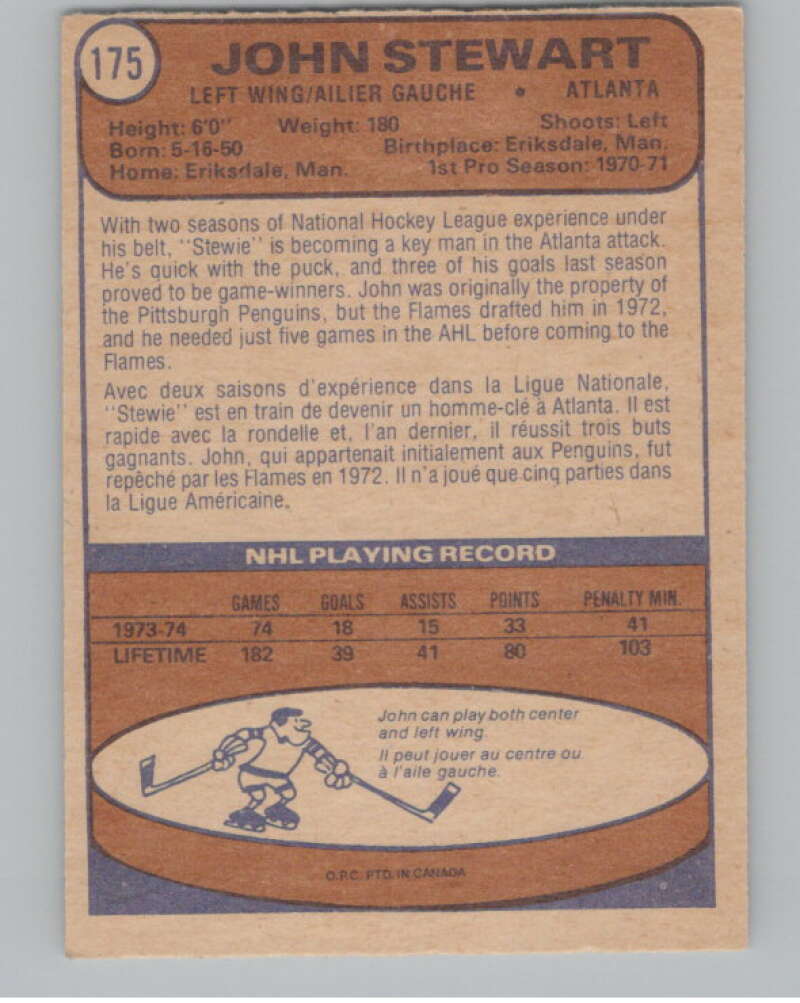 175
JOHN STEWART
LEFT WING/AILIER GAUCHE • ATLANTA
Height: 6'0" Weight: 180 Shoots: Left
Born: 5-16-50 Birthplace: Eriksdale, Man.
Home: Eriksdale, Man. 1st Pro Season: 1970-71
With two seasons of National Hockey League experience under
his belt, "Stewie" is becoming a key man in the Atlanta attack.
He's quick with the puck, and three of his goals last season
proved to be game-winners. John was originally the property of
the Pittsburgh Penguins, but the Flames drafted him in 1972,
and he needed just five games in the AHL before coming to the
Flames.
Avec deux saisons d'expérience dans la Ligue Nationale,
"Stewie" est en train de devenir un homme-clé à Atlanta. Il est
rapide avec la rondelle et, l'an dernier, il réussit trois buts
gagnants. John, qui appartenait initialement aux Penguins, fut
repêché par les Flames en 1972. Il n'a joué que cinq parties dans
la Ligue Américaine.
NHL PLAYING RECORD
GAMES GOALS ASSISTS POINTS PENALTY MIN.
1973-74 74 18 15 33 41
LIFETIME 182 39 41 80 103
John can play both center
and left wing.
Il peut jouer au centre ou
à l'aile gauche.
O.P.C. PTD. IN CANADA